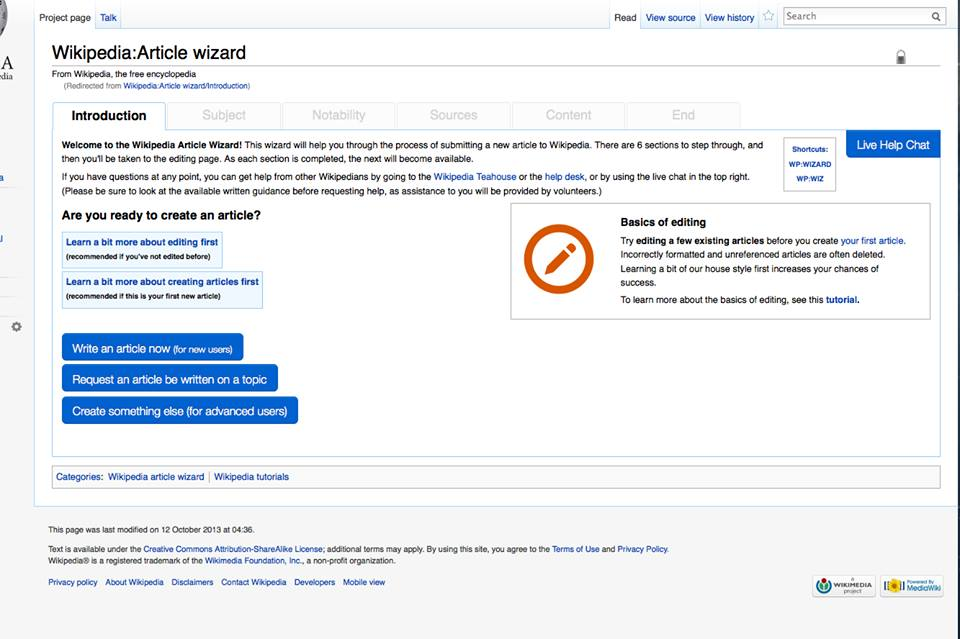 Project page Talk Read View source View history Search
A
edia
Wikipedia:Article wizard
From Wikipedia, the free encyclopedia
(Redirected from Wikipedia:Article wizard/Introduction)
Introduction Subject Notability Sources Content End
Welcome to the Wikipedia Article Wizard! This wizard will help you through the process of submitting a new article to Wikipedia. There are 6 sections to step through, and
then you'll be taken to the editing page. As each section is completed, the next will become available.
If you have questions at any point, you can get help from other Wikipedians by going to the Wikipedia Teahouse or the help desk, or by using the live chat in the top right.
(Please be sure to look at the available written guidance before requesting help, as assistance to you will be provided by volunteers.)
Shortcuts:
WP:WIZARD
WP:WIZ
Live Help Chat
Are you ready to create an article?
Learn a bit more about editing first
(recommended if you've not edited before)
Learn a bit more about creating articles first
(recommended if this is your first new article)
Basics of editing
Try editing a few existing articles before you create your first article.
Incorrectly formatted and unreferenced articles are often deleted.
Learning a bit of our house style first increases your chances of
success.
To learn more about the basics of editing, see this tutorial.
Write an article now (for new users)
Request an article be written on a topic
Create something else (for advanced users)
Categories: Wikipedia article wizard | Wikipedia tutorials
This page was last modified on 12 October 2013 at 04:36.
Text is available under the Creative Commons Attribution-ShareAlike License; additional terms may apply. By using this site, you agree to the Terms of Use and Privacy Policy.
Wikipedia® is a registered trademark of the Wikimedia Foundation, Inc., a non-profit organization.
Privacy policy About Wikipedia Disclaimers Contact Wikipedia Developers Mobile view
A
WIKIMEDIA
project
Powered By
MediaWiki